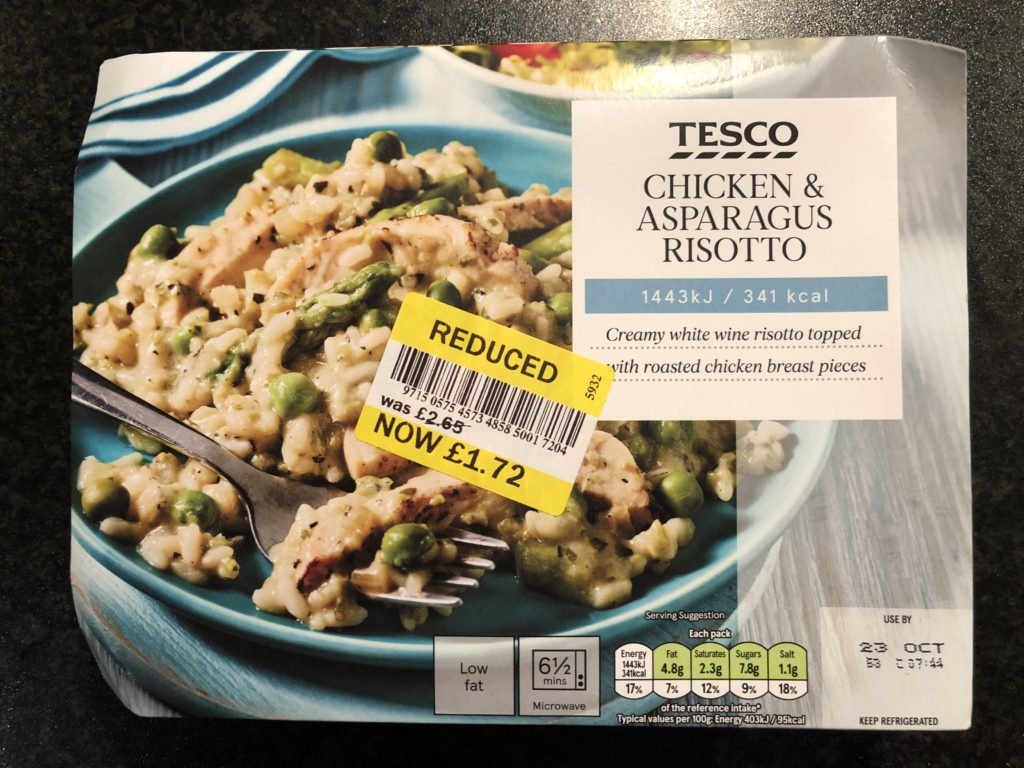 TESCO
CHICKEN &
ASPARAGUS
RISOTTO
1443kJ / 341 kcal
Creamy white wine risotto topped
with roasted chicken breast pieces
REDUCED
5932
9715 0575 4573 4858 5001 7204
was £2.65
NOW £1.72
Serving Suggestion
Low
fat
6½
mins
Microwave
Each pack
Energy
1443kJ
341kcal
17%
Fat
4.8g
7%
Saturates
2.3g
12%
Sugars
7.8g
9%
Salt
1.1g
18%
of the reference intake*
Typical values per 100g: Energy 403kJ / 95kcal
USE BY
23 OCT
53 C 07:44
KEEP REFRIGERATED